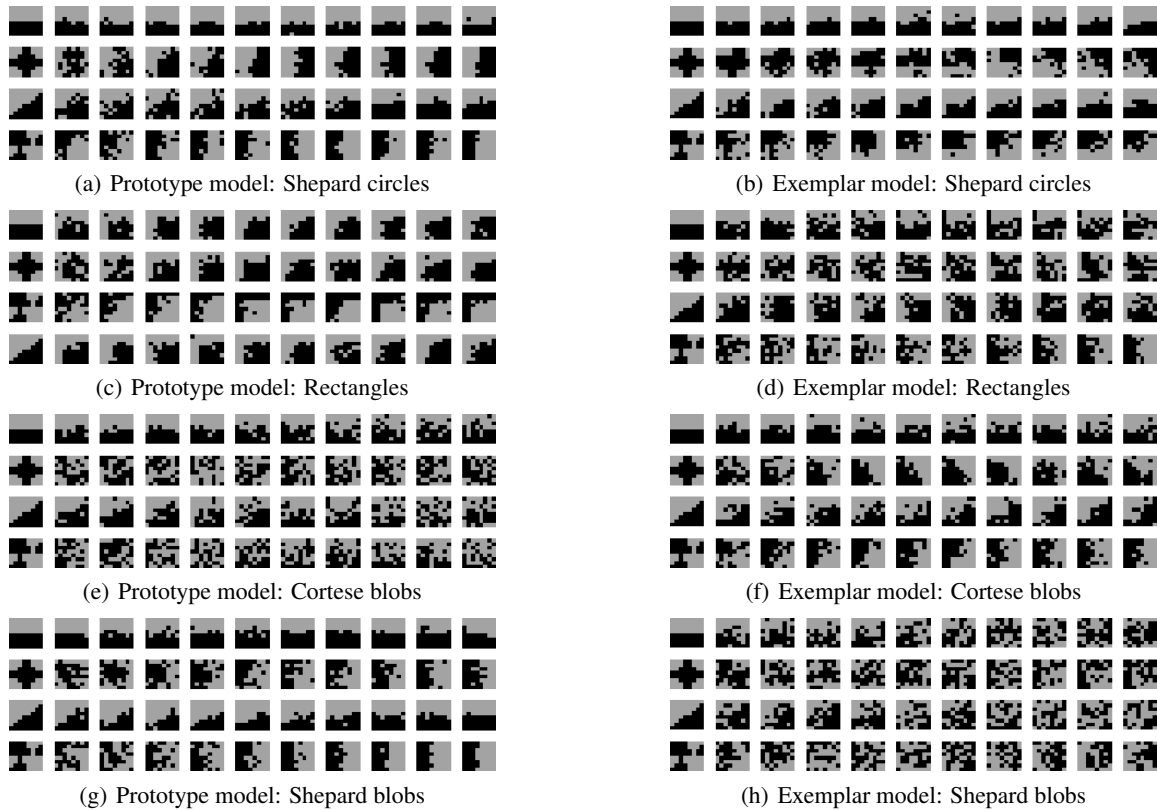 (a) Prototype model: Shepard circles
(b) Exemplar model: Shepard circles
(c) Prototype model: Rectangles
(d) Exemplar model: Rectangles
(e) Prototype model: Cortese blobs
(f) Exemplar model: Cortese blobs
(g) Prototype model: Shepard blobs
(h) Exemplar model: Shepard blobs